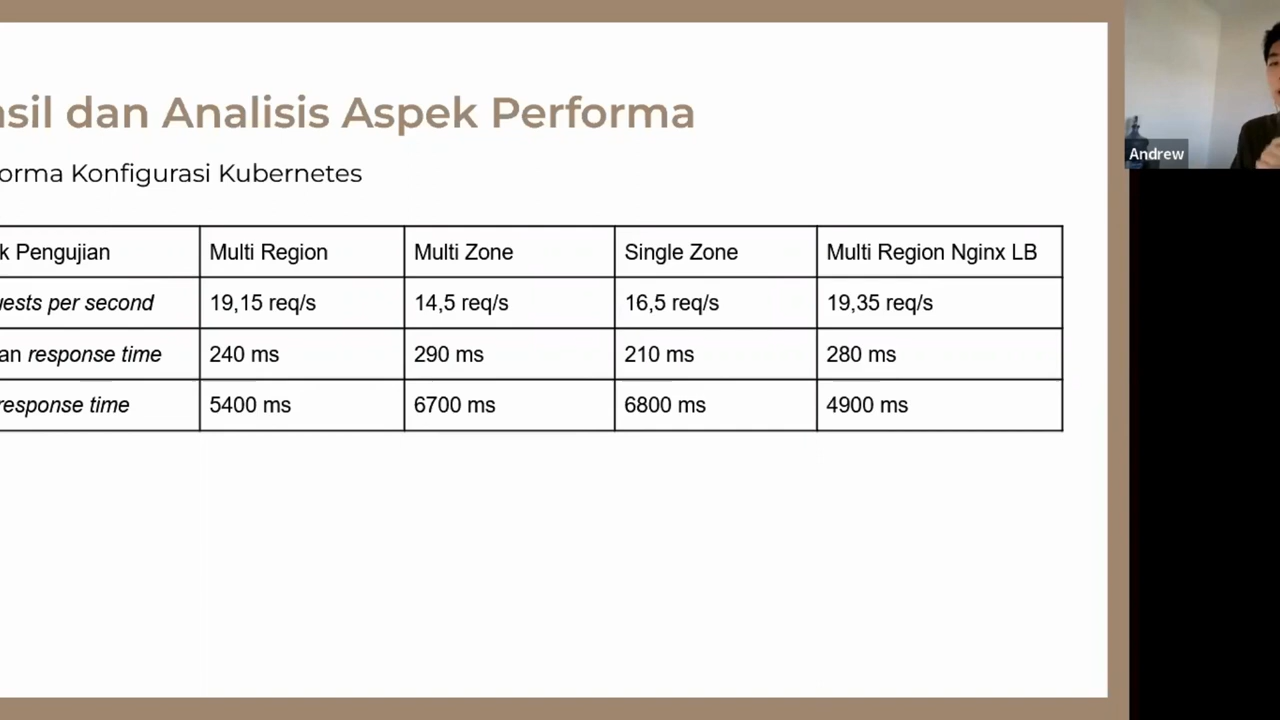 asil dan Analisis Aspek Performa
orma Konfigurasi Kubernetes
k Pengujian Multi Region Multi Zone Single Zone Multi Region Nginx LB
uests per second 19,15 req/s 14,5 req/s 16,5 req/s 19,35 req/s
an response time 240 ms 290 ms 210 ms 280 ms
response time 5400 ms 6700 ms 6800 ms 4900 ms
Andrew